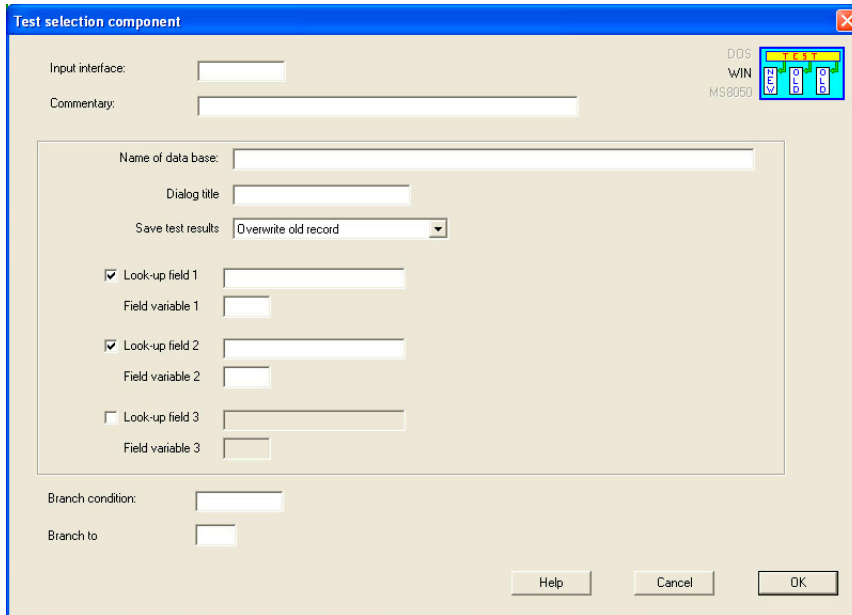 Test selection component
Input interface:
DOS
WIN
MS8050
TEST
NEW OLD OLD
Commentary:
Name of data base:
Dialog title
Save test results Overwrite old record
Look-up field 1
Field variable 1
Look-up field 2
Field variable 2
Look-up field 3
Field variable 3
Branch condition:
Branch to
Help Cancel OK